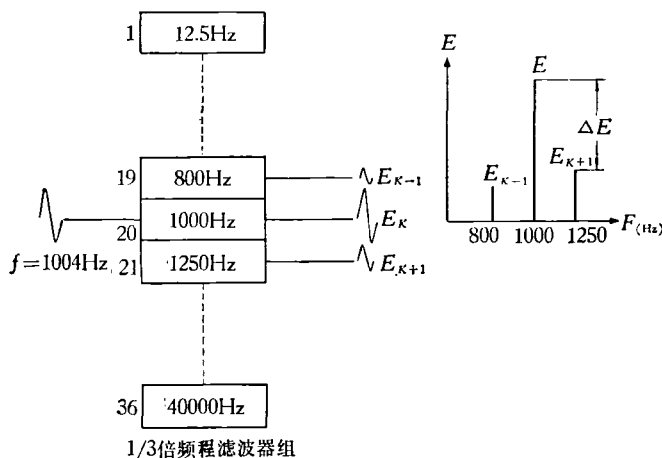 1
12.5Hz
19
800Hz
E_{K-1}
20
1000Hz
E_K
f=1004Hz
21
1250Hz
E_{K+1}
36
40000Hz
1/3倍频程滤波器组
E
E
△E
E_{K-1}
E_{K+1}
800
1000
1250
F_{(Hz)}